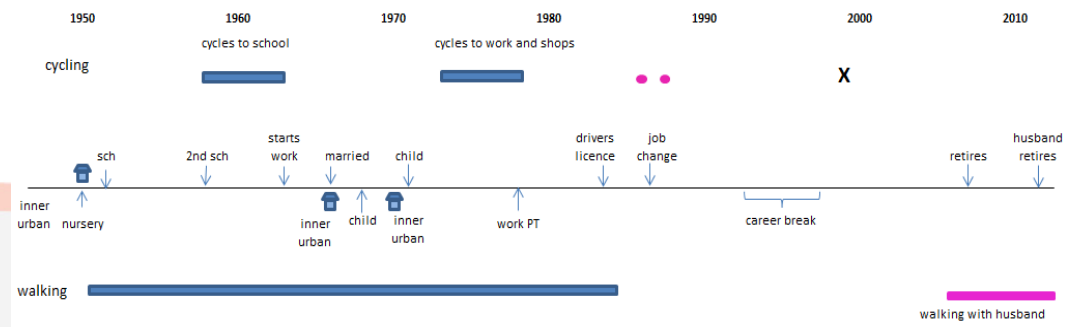 1950 1960 1970 1980 1990 2000 2010
cycles to school cycles to work and shops
cycling X
starts drivers job husband
sch 2nd sch work married child licence change retires retires
inner
urban nursery
inner
urban
child
inner
urban
work PT
career break
walking
walking with husband